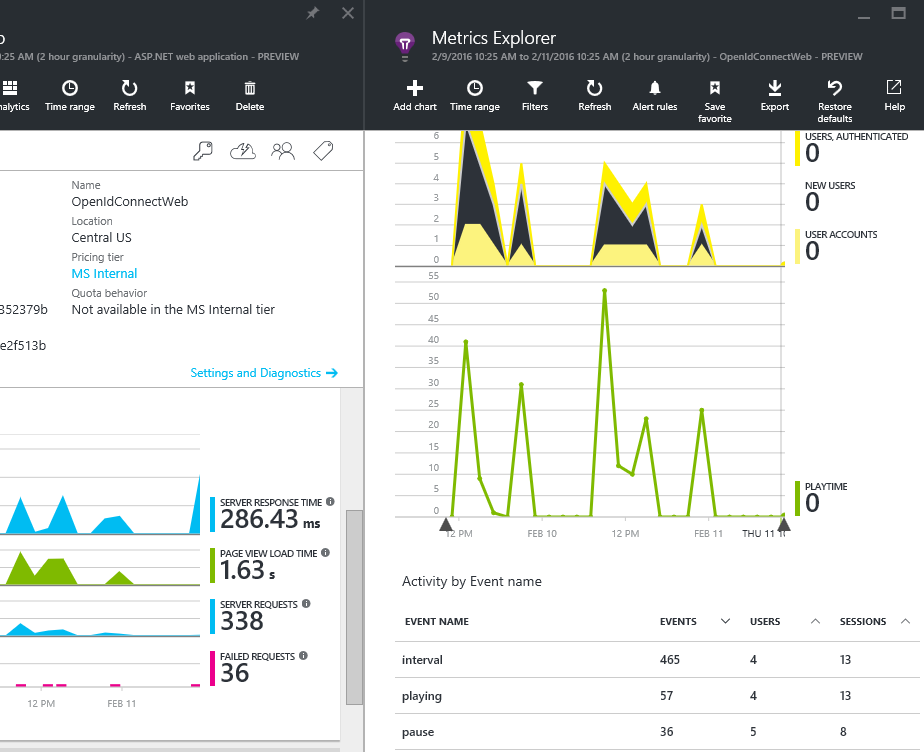 0:25 AM (2 hour granularity) - ASP.NET web application - PREVIEW
Time range
Refresh
Favorites
Delete
Name
OpenIdConnectWeb
Location
Central US
Pricing tier
MS Internal
Quota behavior
352379b
Not available in the MS Internal tier
e2f513b
Settings and Diagnostics
SERVER RESPONSE TIME
286.43 ms
PAGE VIEW LOAD TIME
1.63 s
SERVER REQUESTS
338
FAILED REQUESTS
36
12 PM
FEB 11
Metrics Explorer
2/9/2016 10:25 AM to 2/11/2016 10:25 AM (2 hour granularity) - OpenIdConnectWeb - PREVIEW
Add chart
Time range
Filters
Refresh
Alert rules
Save
favorite
Export
Restore
defaults
Help
6
5
4
3
2
1
0
USERS, AUTHENTICATED
0
NEW USERS
0
USER ACCOUNTS
0
55
50
45
40
35
30
25
20
15
10
5
0
PLAYTIME
0
12 PM
FEB 10
12 PM
FEB 11
THU 11
Activity by Event name
EVENT NAME EVENTS USERS SESSIONS
interval 465 4 13
playing 57 4 13
pause 36 5 8